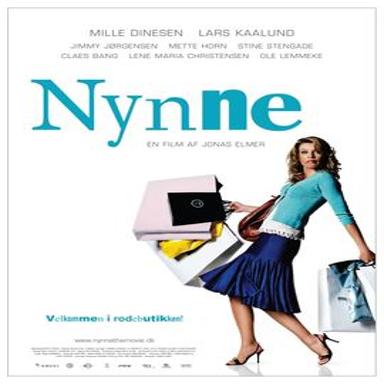 MILLE DINESEN LARS KAALUND
JIMMY JØRGENSEN METTE HORN STINE STENGADE
CLAES BANG LENE MARIA CHRISTENSEN OLE LEMMEKE
Nynne
EN FILM AF JONAS ELMER
Velkommen i rodebutikken!
www.nynnethemovie.dk